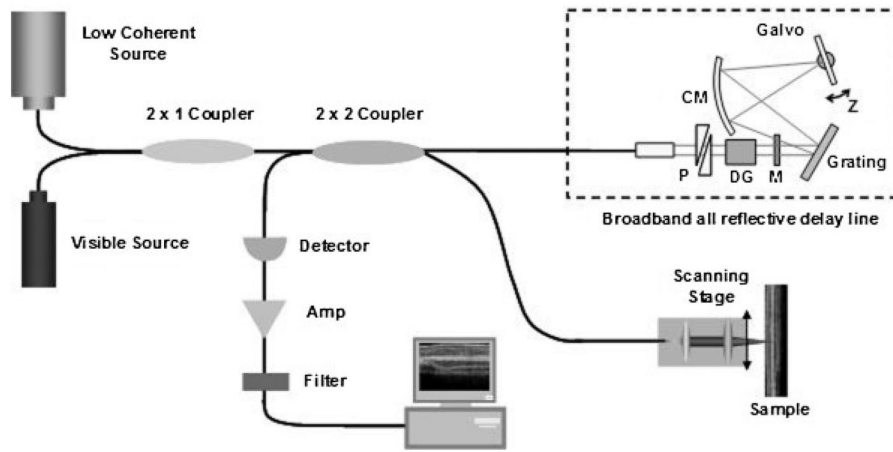 Low Coherent
Source
2 x 1 Coupler
2 x 2 Coupler
Galvo
CM
Z
P
DG
M
Grating
Broadband all reflective delay line
Visible Source
Detector
Amp
Filter
Scanning
Stage
Sample